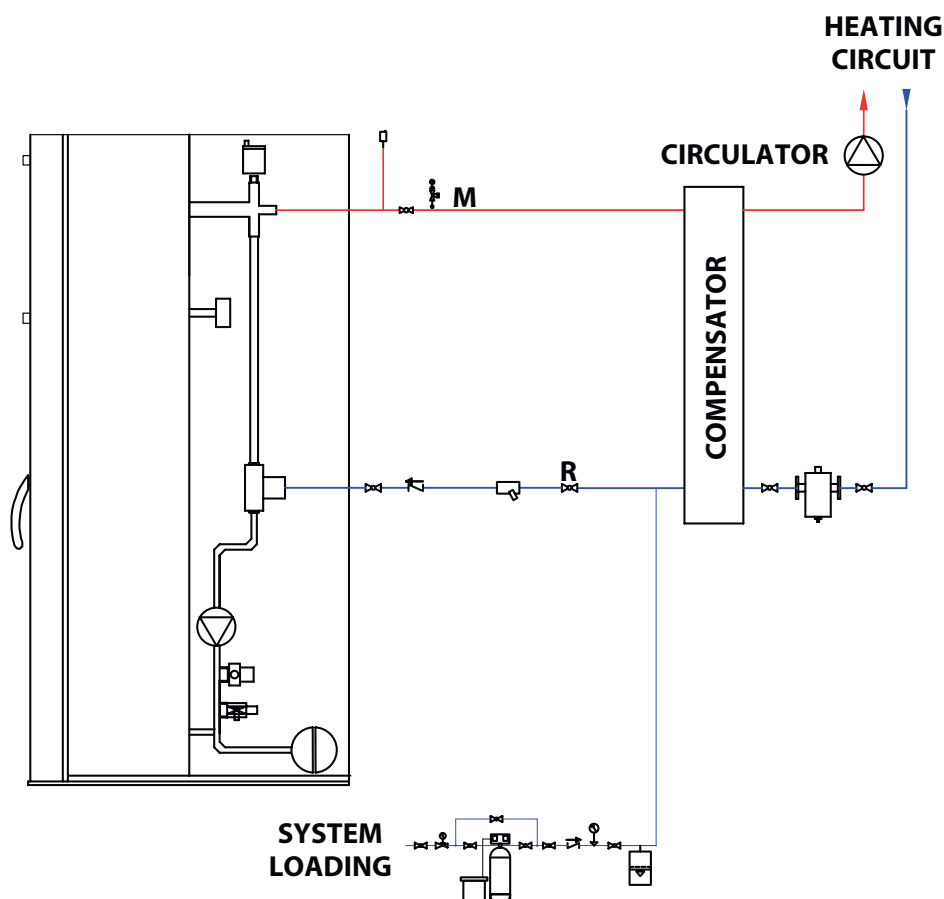 HEATING
CIRCUIT
CIRCULATOR
M
COMPENSATOR
R
SYSTEM
LOADING